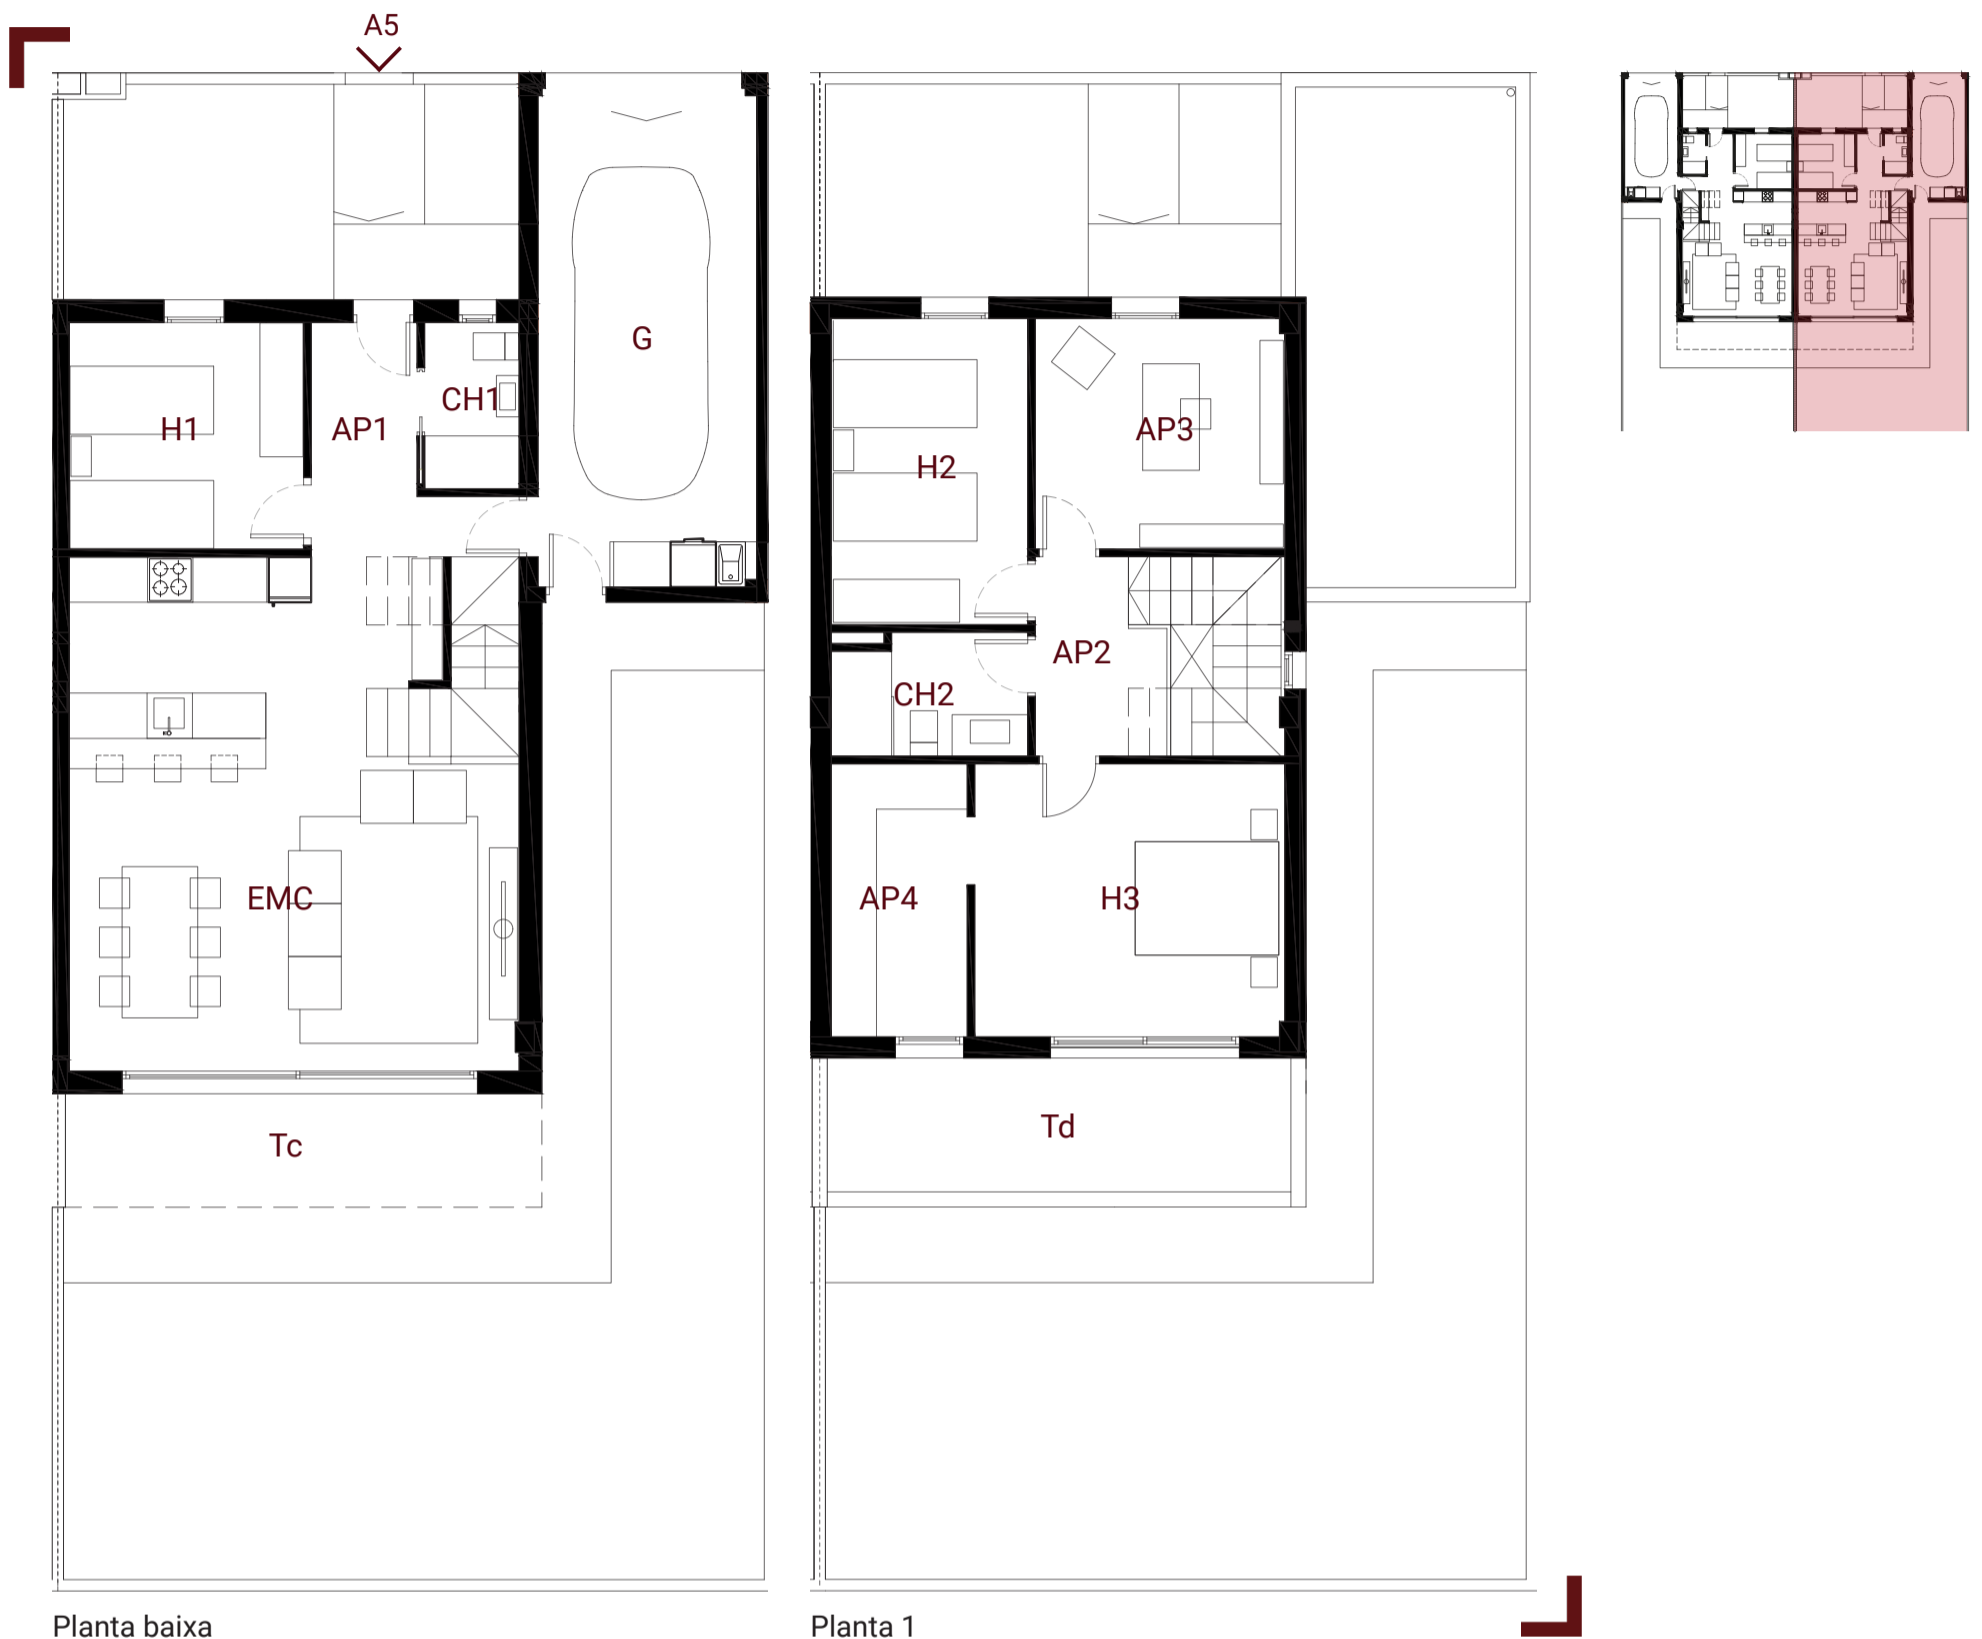 A5
G
CH1
H1
AP1
EMC
Tc
Planta baixa
AP3
H2
AP2
CH2
AP4
H3
Td
Planta 1